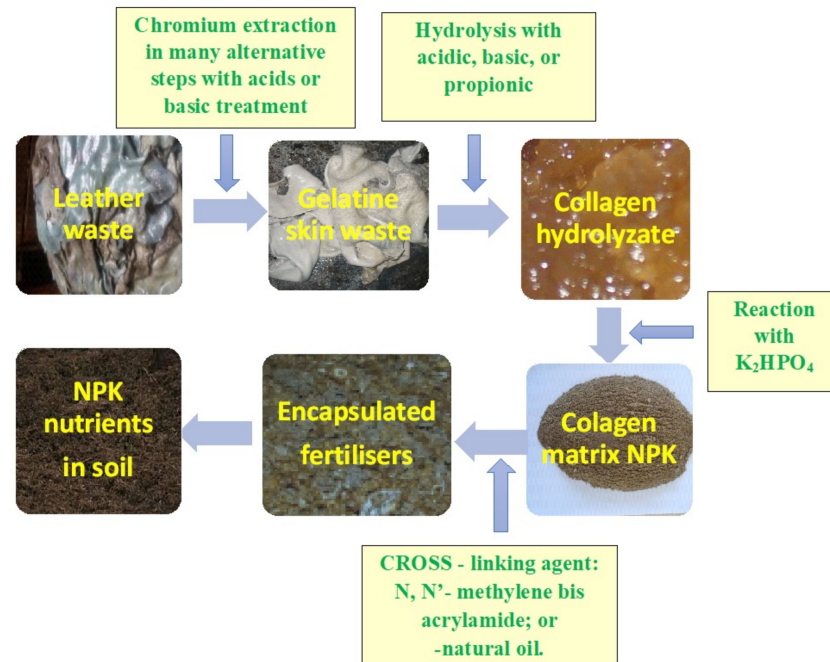 Chromium extraction
in many alternative
steps with acids or
basic treatment
Hydrolysis with
acidic, basic, or
propionic
Leather
waste
Gelatine
skin waste
Collagen
hydrolyzate
Reaction
with
K₂HPO₄
NPK
nutrients
in soil
Encapsulated
fertilisers
Colagen
matrix NPK
CROSS - linking agent:
N, N’- methylene bis
acrylamide; or
-natural oil.